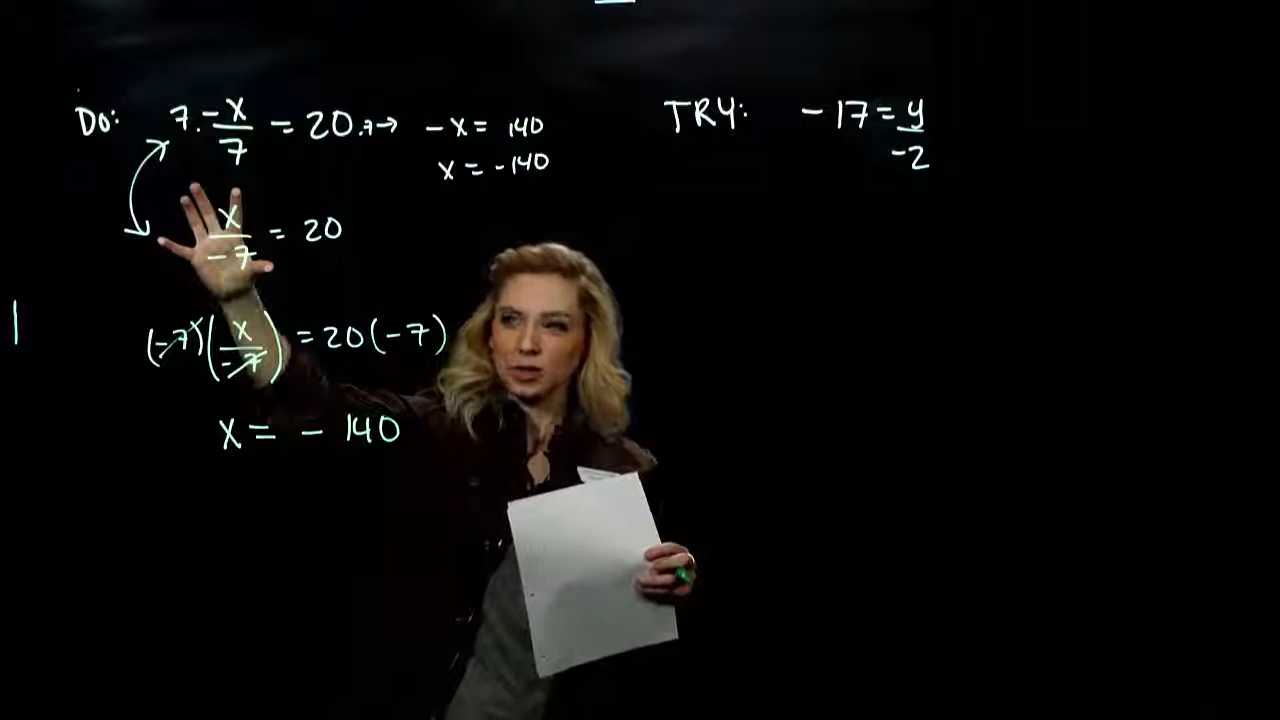 Do: 7 · -x/7 = 20 · 7 → -x = 140
x = -140
x/-7 = 20
(-7)(x/-7) = 20(-7)
x = - 140
TRY: -17 = y/-2